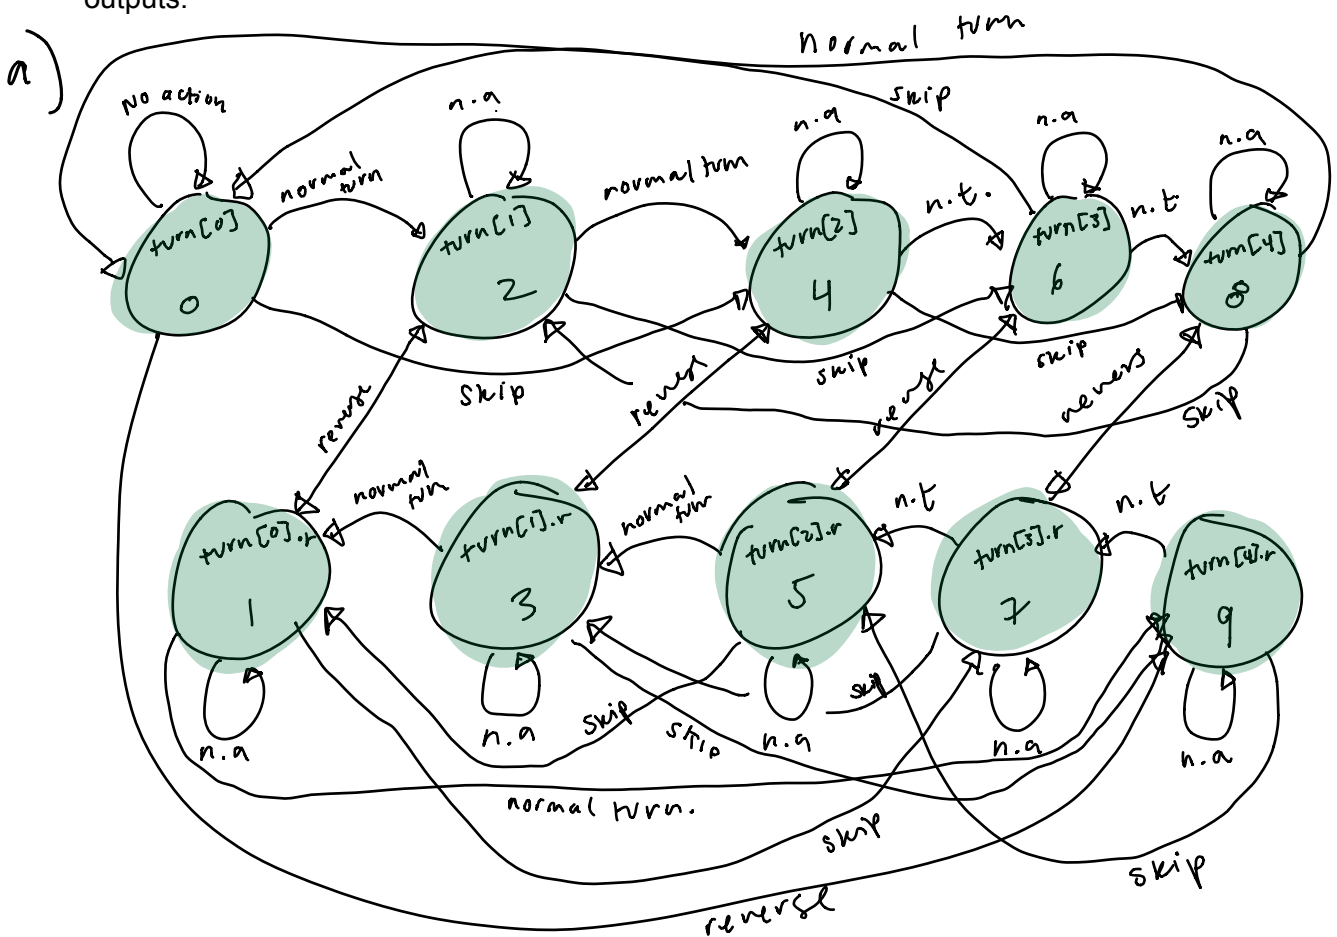 outputs.
a)
normal turn
skip
No action
n.a
n.a
n.a
n.a
normal turn
normal turn
n.t.
n.t.
turn[0]
0
turn[1]
2
turn[2]
4
turn[3]
6
turn[4]
8
skip
skip
skip
skip
reverse
reverse
reverse
revers
normal turn
normal turn
n.t
n.t
turn[0].r
1
turn[1].r
3
turn[2].r
5
turn[3].r
7
turn[4].r
9
n.a
n.a
n.a
n.a
n.a
skip
skip
skip
normal turn.
skip
skip
reverse